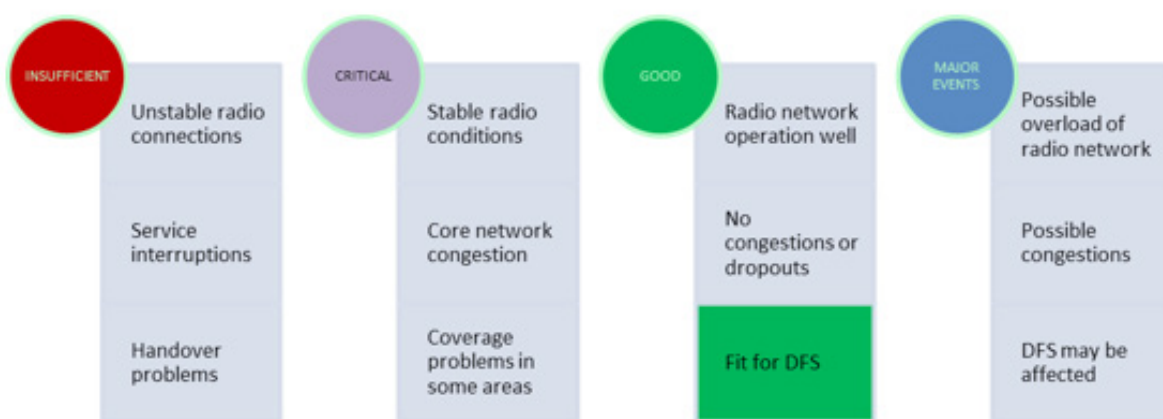 INSUFFICIENT
Unstable radio
connections
Service
interruptions
Handover
problems
CRITICAL
Stable radio
conditions
Core network
congestion
Coverage
problems in
some areas
GOOD
Radio network
operation well
No
congestions or
dropouts
Fit for DFS
MAJOR
EVENTS
Possible
overload of
radio network
Possible
congestions
DFS may be
affected